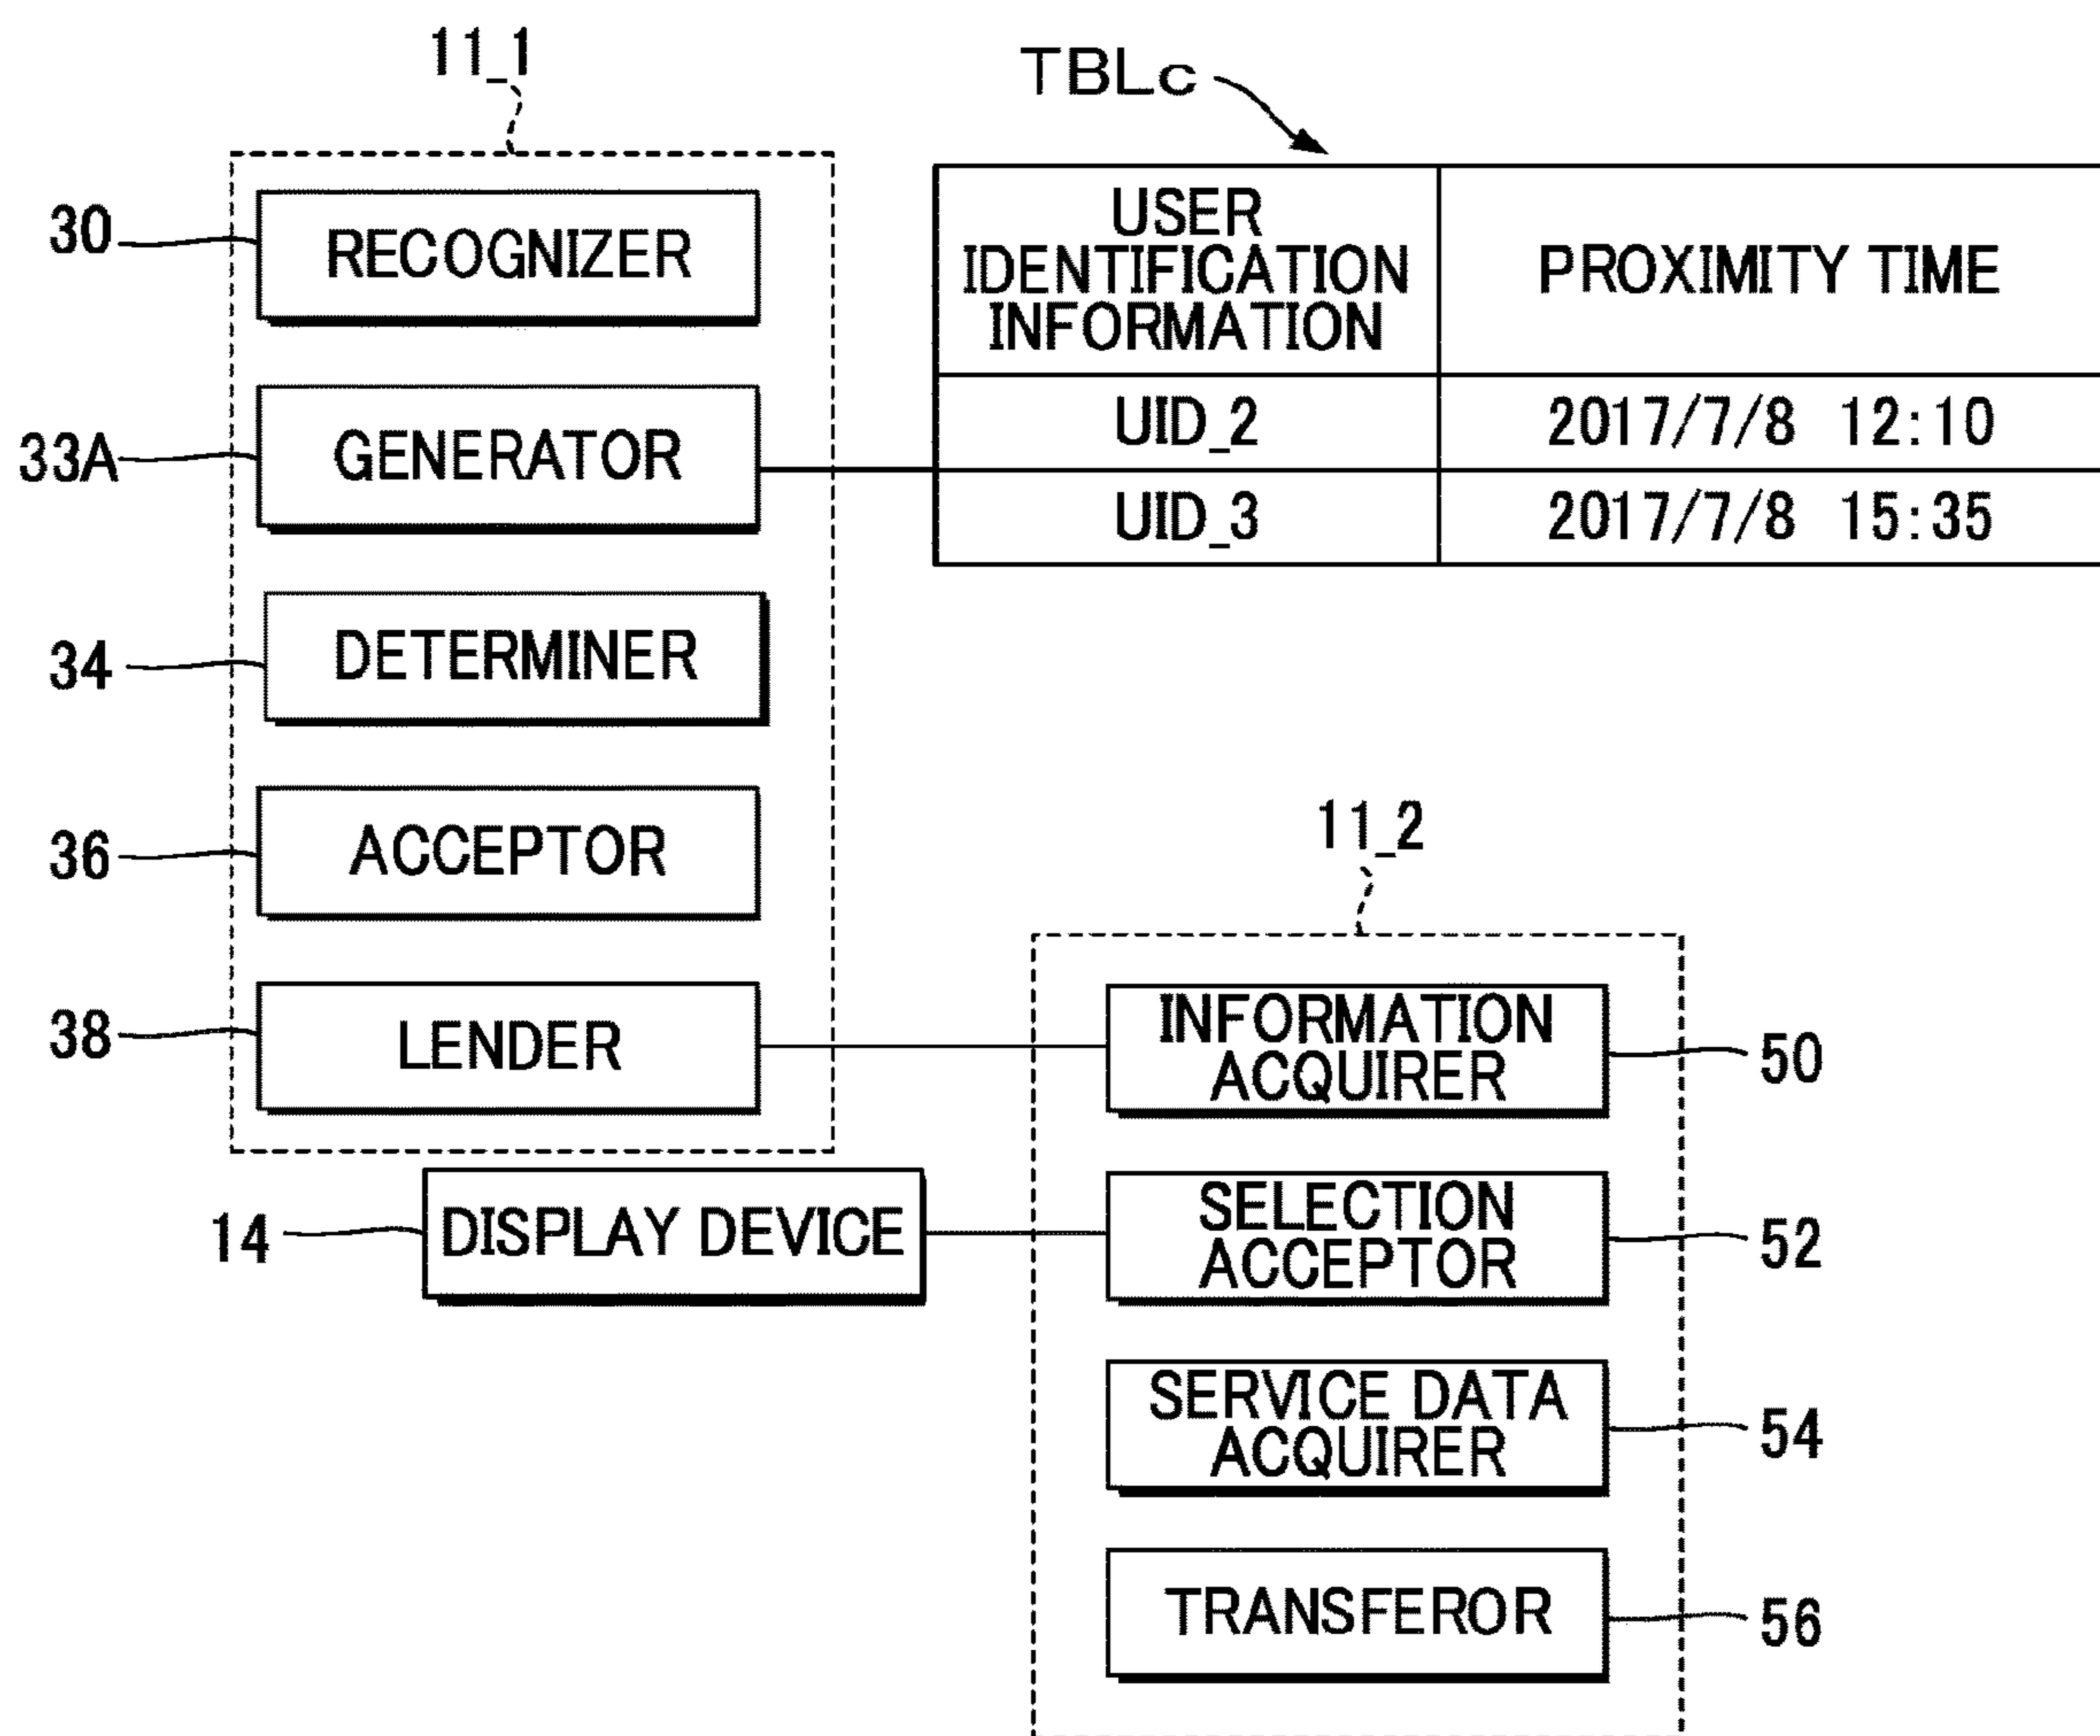 11_1
TBLc
30
RECOGNIZER
USER
IDENTIFICATION
INFORMATION
PROXIMITY TIME
33A
GENERATOR
UID_2
2017/7/8 12:10
UID_3
2017/7/8 15:35
34
DETERMINER
36
ACCEPTOR
11_2
38
LENDER
INFORMATION
ACQUIRER
50
14
DISPLAY DEVICE
SELECTION
ACCEPTOR
52
SERVICE DATA
ACQUIRER
54
TRANSFEROR
56